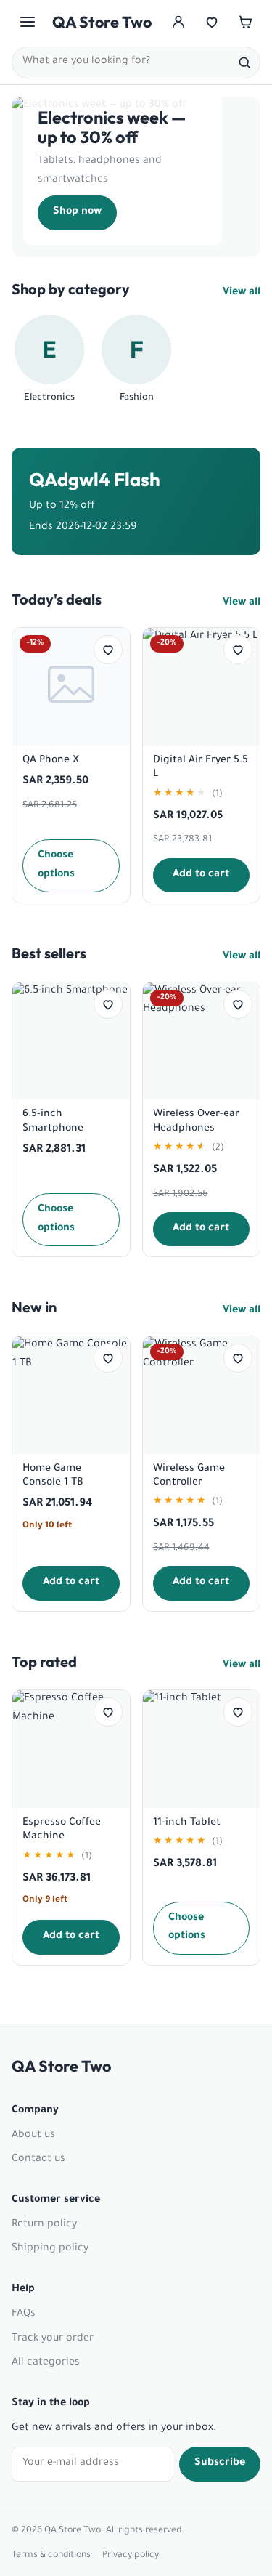 QA Store Two
What are you looking for?
Electronics week — up to 30% off
Electronics week —
up to 30% off
Tablets, headphones and
smartwatches
Shop now
Shop by category
View all
E
F
Electronics
Fashion
QAdgwl4 Flash
Up to 12% off
Ends 2026-12-02 23:59
Today's deals
View all
-12%
QA Phone X
SAR 2,359.50
SAR 2,681.25
Choose
options
Digital Air Fryer 5.5 L
-20%
Digital Air Fryer 5.5
L
(1)
SAR 19,027.05
SAR 23,783.81
Add to cart
Best sellers
View all
6.5-inch Smartphone
6.5-inch
Smartphone
SAR 2,881.31
Choose
options
Wireless Over-ear
Headphones
-20%
Wireless Over-ear
Headphones
(2)
SAR 1,522.05
SAR 1,902.56
Add to cart
New in
View all
Home Game Console
1 TB
Home Game
Console 1 TB
SAR 21,051.94
Only 10 left
Add to cart
Wireless Game
Controller
-20%
Wireless Game
Controller
(1)
SAR 1,175.55
SAR 1,469.44
Add to cart
Top rated
View all
Espresso Coffee
Machine
Espresso Coffee
Machine
(1)
SAR 36,173.81
Only 9 left
Add to cart
11-inch Tablet
11-inch Tablet
(1)
SAR 3,578.81
Choose
options
QA Store Two
Company
About us
Contact us
Customer service
Return policy
Shipping policy
Help
FAQs
Track your order
All categories
Stay in the loop
Get new arrivals and offers in your inbox.
Your e-mail address
Subscribe
© 2026 QA Store Two. All rights reserved.
Terms & conditions
Privacy policy